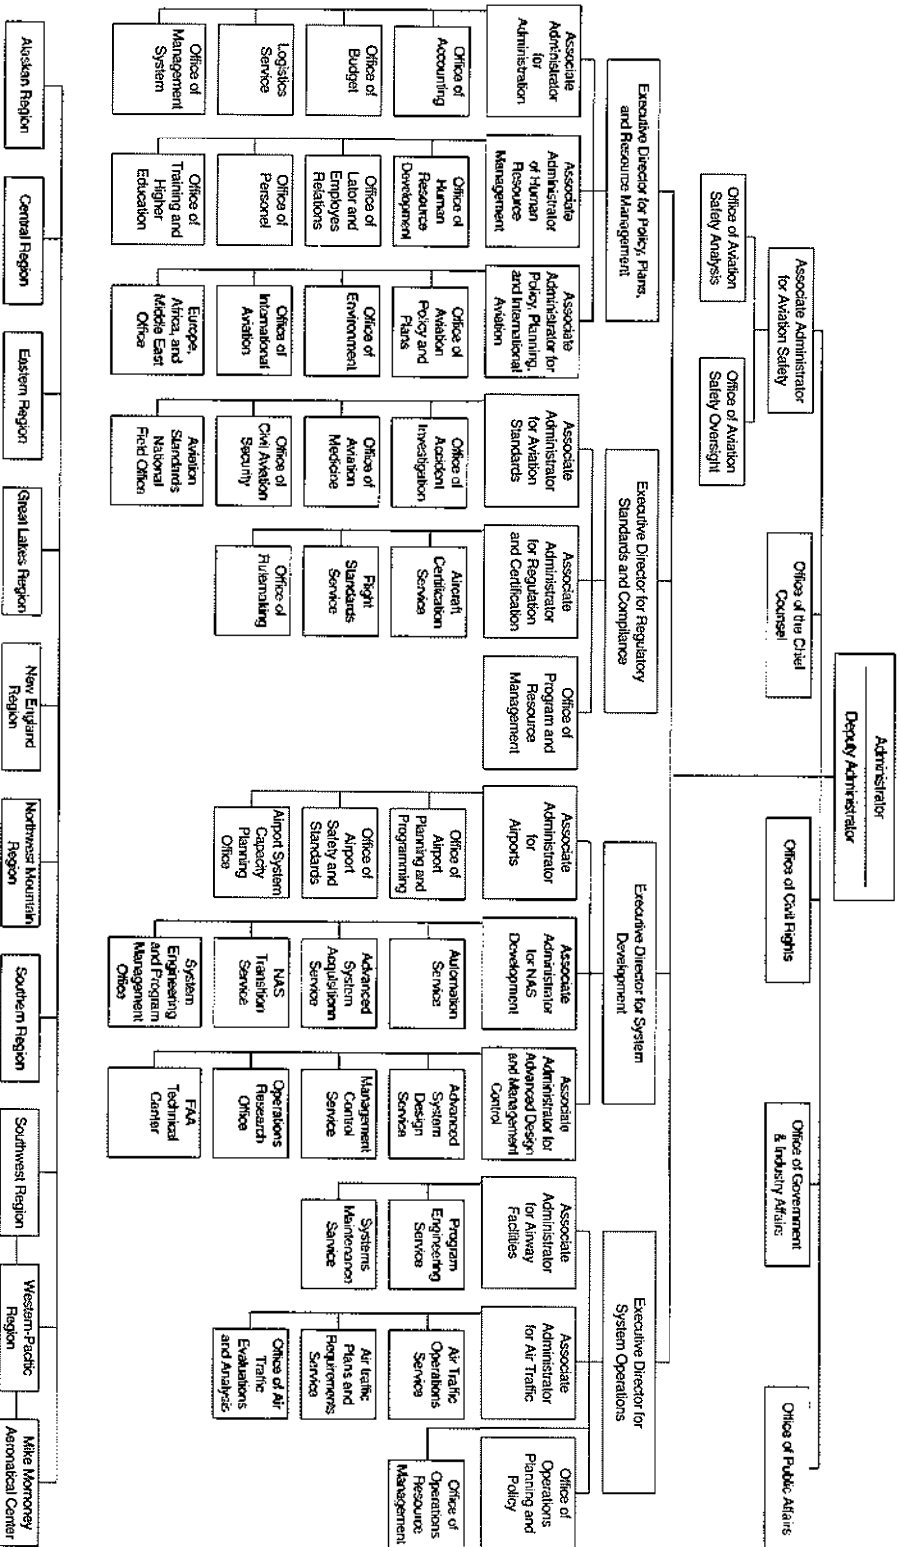 Administrator
Deputy Administrator
Associate Administrator
for Aviation Safety
Office of the Chief
Counsel
Office of Civil Rights
Office of Government
& Industry Affairs
Office of Public Affairs
Office of Aviation
Safety Analysis
Office of Aviation
Safety Oversight
Executive Director for Policy, Plans,
and Resource Management
Executive Director for Regulatory
Standards and Compliance
Executive Director for System
Development
Executive Director for
System Operations
Associate
Administrator
for
Administration
Office of
Accounting
Office of
Budget
Logistics
Service
Office of
Management
System
Associate
Administrator
of Human
Resource
Management
Office of
Human
Resource
Development
Office of
Lator and
Employes
Relations
Office of
Personel
Office of
Training and
Higher
Education
Associate
Administrator for
Policy, Planning,
and International
Aviation
Office of
Aviation
Policy and
Plans
Office of
Environment
Office of
International
Aviation
Europe,
Africa, and
Middle East
Office
Associate
Administrator
for Aviation
Standards
Office of
Accident
Investigation
Office of
Aviation
Medicine
Office of
Civil Aviation
Security
Aviation
Standards
National
Field Office
Associate
Administrator
for Regulation
and Certification
Aircraft
Certification
Service
Flight
Standards
Service
Office of
Rulemaking
Office of
Program and
Resource
Management
Associate
Administrator
for
Airports
Office of
Airport
Planning and
Programming
Office of
Airport
Safety and
Standards
Airport System
Capacity
Planning
Office
Associate
Administrator
for NAS
Development
Automation
Service
Advanced
System
Acquisitionn
Service
NAS
Transition
Service
System
Engineering
and Program
Management
Office
Associate
Administrator for
Advanced Design
and Management
Control
Advanced
System
Design
Service
Management
Control
Service
Operations
Research
Office
FAA
Technical
Center
Associate
Administrator
for Airway
Facilities
Program
Engineering
Service
Systems
Maintenance
Service
Associate
Administrator
for Air Traffic
Air Traffic
Operations
Service
Air traffic
Plans and
Requirements
Service
Office of Air
Traffic
Evaluations
and Analysis
Office of
Operations
Planning and
Policy
Office of
Operations
Resource
Management
Alaskan Region
Central Region
Eastern Region
Great Lakes Region
New England
Region
Northwest Mountain
Region
Southern Region
Southwest Region
Western-Pacific
Region
Mike Mornoney
Aeronatical Center